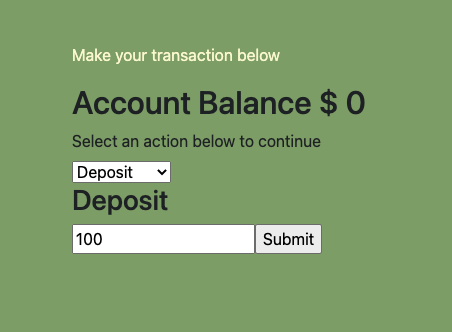 Make your transaction below
Account Balance $ 0
Select an action below to continue
Deposit
Deposit
100 Submit